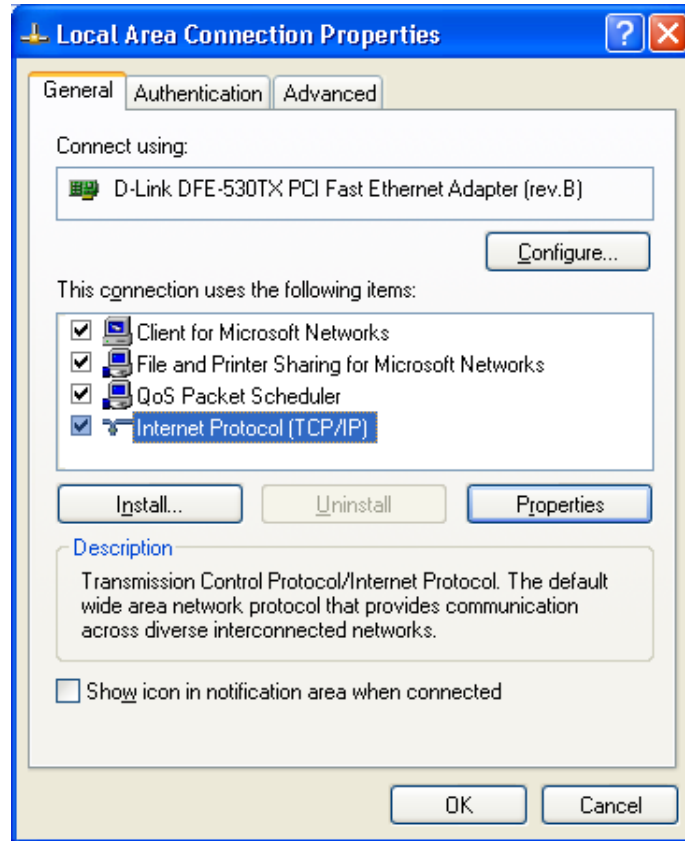 Local Area Connection Properties
General Authentication Advanced
Connect using:
D-Link DFE-530TX PCI Fast Ethernet Adapter (rev.B)
Configure...
This connection uses the following items:
Client for Microsoft Networks
File and Printer Sharing for Microsoft Networks
QoS Packet Scheduler
Internet Protocol (TCP/IP)
Install... Uninstall Properties
Description
Transmission Control Protocol/Internet Protocol. The default
wide area network protocol that provides communication
across diverse interconnected networks.
Show icon in notification area when connected
OK Cancel